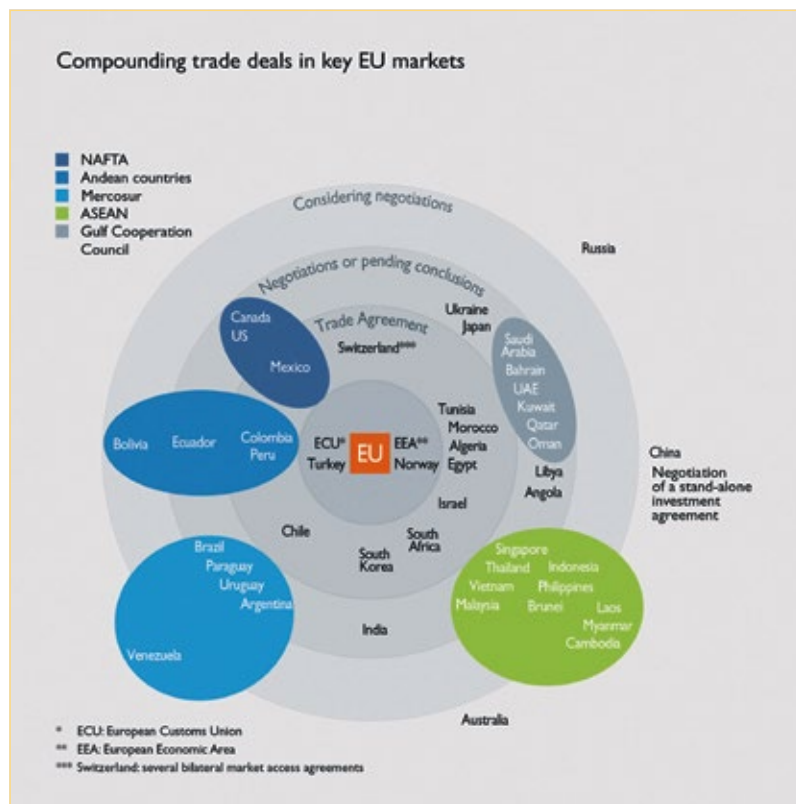 Compounding trade deals in key EU markets
NAFTA
Andean countries
Mercosur
ASEAN
Gulf Cooperation
Council
Considering negotiations
Russia
Negotiations or pending conclusions
Ukraine
Japan
Canada
US
Mexico
Trade Agreement
Switzerland***
Saudi
Arabia
Bahrain
UAE
Kuwait
Qatar
Oman
Bolivia
Ecuador
Colombia
Peru
ECU*
Turkey
EU
EEA**
Norway
Tunisia
Morocco
Algeria
Egypt
Israel
Libya
Angola
China
Negotiation
of a stand-alone
investment
agreement
Chile
South
Korea
South
Africa
Brazil
Paraguay
Uruguay
Argentina
Venezuela
India
Singapore
Thailand
Indonesia
Vietnam
Philippines
Malaysia
Brunei
Laos
Myanmar
Cambodia
Australia
* ECU: European Customs Union
** EEA: European Economic Area
*** Switzerland: several bilateral market access agreements